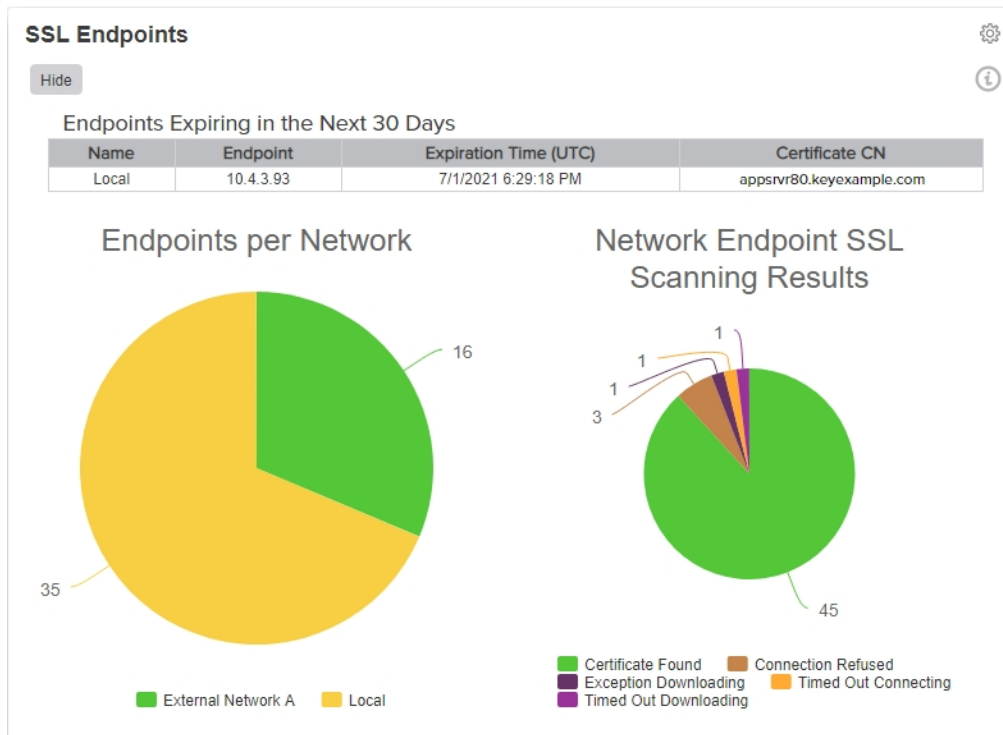 SSL Endpoints
Hide
Endpoints Expiring in the Next 30 Days
Name Endpoint Expiration Time (UTC) Certificate CN
Local 10.4.3.93 7/1/2021 6:29:18 PM appsrvr80.keyexample.com
Endpoints per Network
16
35
External Network A Local
Network Endpoint SSL
Scanning Results
1
1
1
3
45
Certificate Found Connection Refused
Exception Downloading Timed Out Connecting
Timed Out Downloading